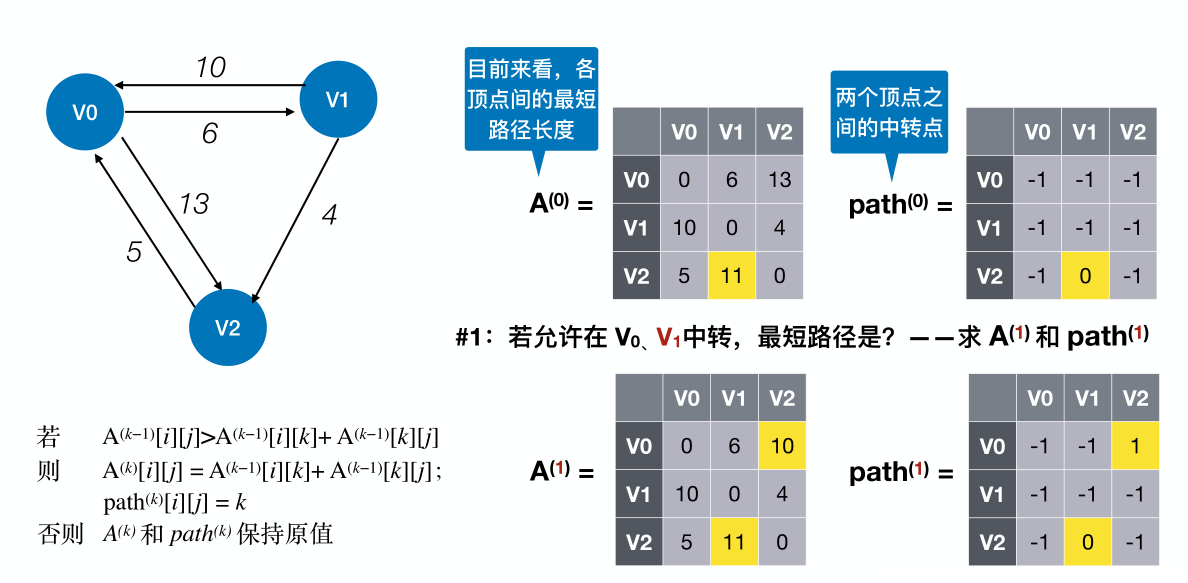 V0
V1
V2
10
6
13
5
4
目前来看，各
顶点间的最短
路径长度
两个顶点之
间的中转点
A(0) =
V0 V1 V2
V0 0 6 13
V1 10 0 4
V2 5 11 0
path(0) =
V0 V1 V2
V0 -1 -1 -1
V1 -1 -1 -1
V2 -1 0 -1
#1：若允许在 V0、V1中转，最短路径是？——求 A(1) 和 path(1)
若 A(k−1)[i][j]>A(k−1)[i][k]+ A(k−1)[k][j]
则 A(k)[i][j] = A(k−1)[i][k]+ A(k−1)[k][j];
path(k)[i][j] = k
否则 A(k) 和 path(k) 保持原值
A(1) =
V0 V1 V2
V0 0 6 10
V1 10 0 4
V2 5 11 0
path(1) =
V0 V1 V2
V0 -1 -1 1
V1 -1 -1 -1
V2 -1 0 -1